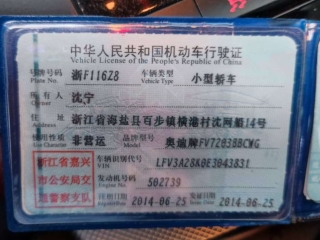 中华人民共和国机动车行驶证
Vehicle License of the People's Republic of China
号牌号码 浙F116Z8 车辆类型 小型轿车
Vehicle Type
所有人 沈宁
Owner
住址 浙江省海盐县百步镇横港村沈网船14号
Address
使用性质 非营运 品牌型号 奥迪牌FV7203BBCWG
Use Character Model
浙江省嘉兴
市公安局交
通警察支队
车辆识别代号 LFV3A28K0E3043831
VIN
发动机号码 502739
Engine No.
注册日期 2014-06-25 发证日期 2014-06-25